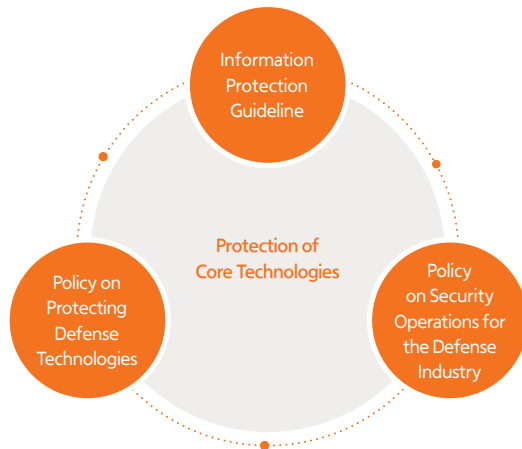 Information
Protection
Guideline
Protection of
Core Technologies
Policy on
Protecting
Defense
Technologies
Policy
on Security
Operations for
the Defense
Industry